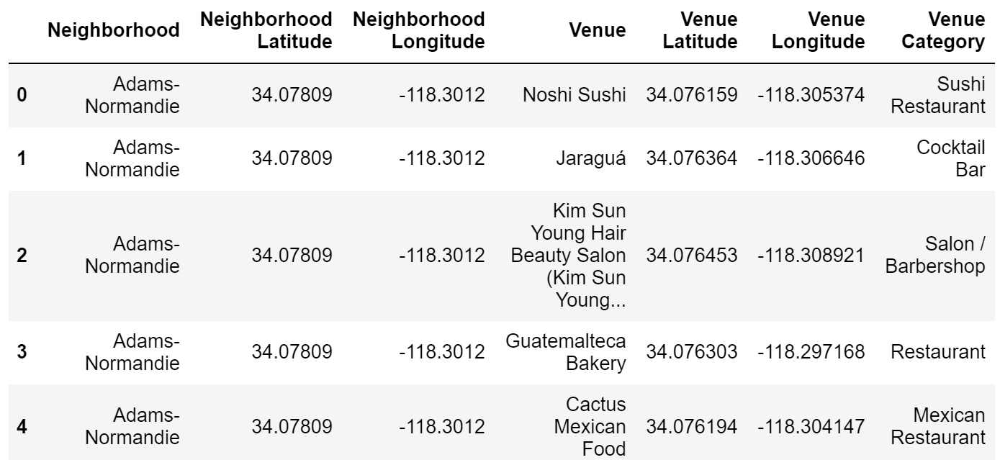 Neighborhood Neighborhood Latitude Neighborhood Longitude Venue Venue Latitude Venue Longitude Venue Category
0 Adams-Normandie 34.07809 -118.3012 Noshi Sushi 34.076159 -118.305374 Sushi Restaurant
1 Adams-Normandie 34.07809 -118.3012 Jaraguá 34.076364 -118.306646 Cocktail Bar
2 Adams-Normandie 34.07809 -118.3012 Kim Sun Young Hair Beauty Salon (Kim Sun Young... 34.076453 -118.308921 Salon / Barbershop
3 Adams-Normandie 34.07809 -118.3012 Guatemalteca Bakery 34.076303 -118.297168 Restaurant
4 Adams-Normandie 34.07809 -118.3012 Cactus Mexican Food 34.076194 -118.304147 Mexican Restaurant